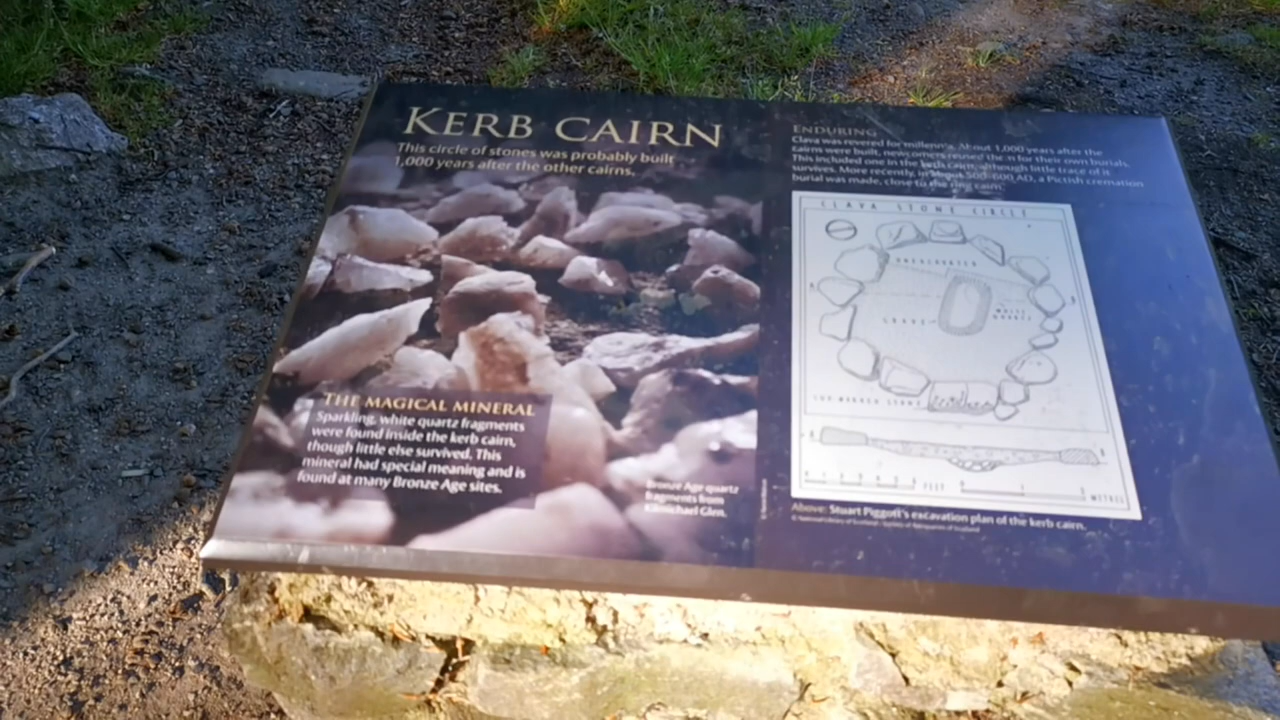 KERB CAIRN
This circle of stones was probably built
1,000 years after the other cairns.
THE MAGICAL MINERAL
Sparkling, white quartz fragments
were found inside the kerb cairn,
though little else survived. This
mineral had special meaning and is
found at many Bronze Age sites.
Bronze Age quartz
fragments from
Kilmichael Glen.
ENDURING
Clava was revered for millennia. About 1,000 years after the
cairns were built, newcomers reused them for their own burials.
This included one in the kerb cairn, although little trace of it
survives. More recently, in about 500-600 AD, a Pictish cremation
burial was made, close to the ring cairn.
CLAVA STONE CIRCLE
GRAVE
WHITE
QUARTZ
CUP-MARKED STONE
FEET
METRES
Above: Stuart Piggott's excavation plan of the kerb cairn.